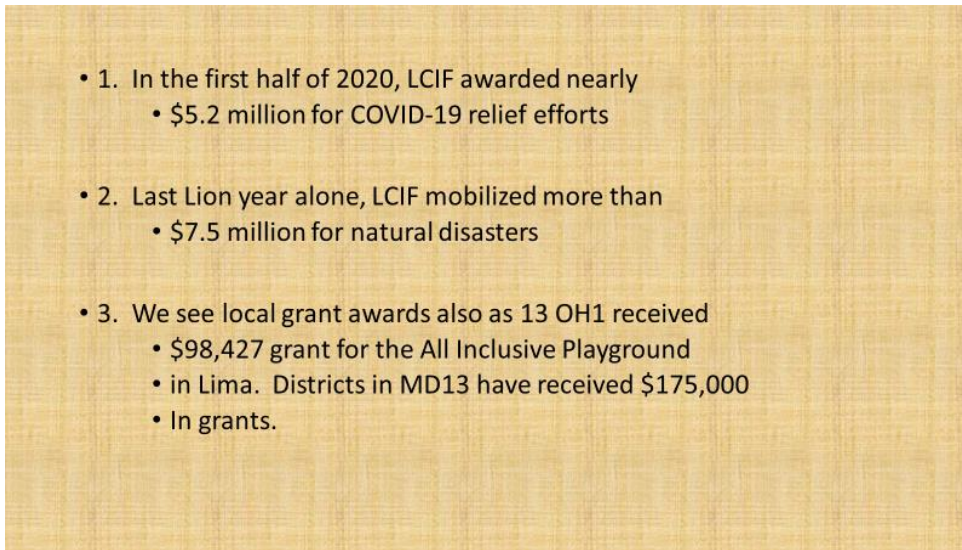 • 1. In the first half of 2020, LCIF awarded nearly
• $5.2 million for COVID-19 relief efforts
• 2. Last Lion year alone, LCIF mobilized more than
• $7.5 million for natural disasters
• 3. We see local grant awards also as 13 OH1 received
• $98,427 grant for the All Inclusive Playground
• in Lima. Districts in MD13 have received $175,000
• In grants.